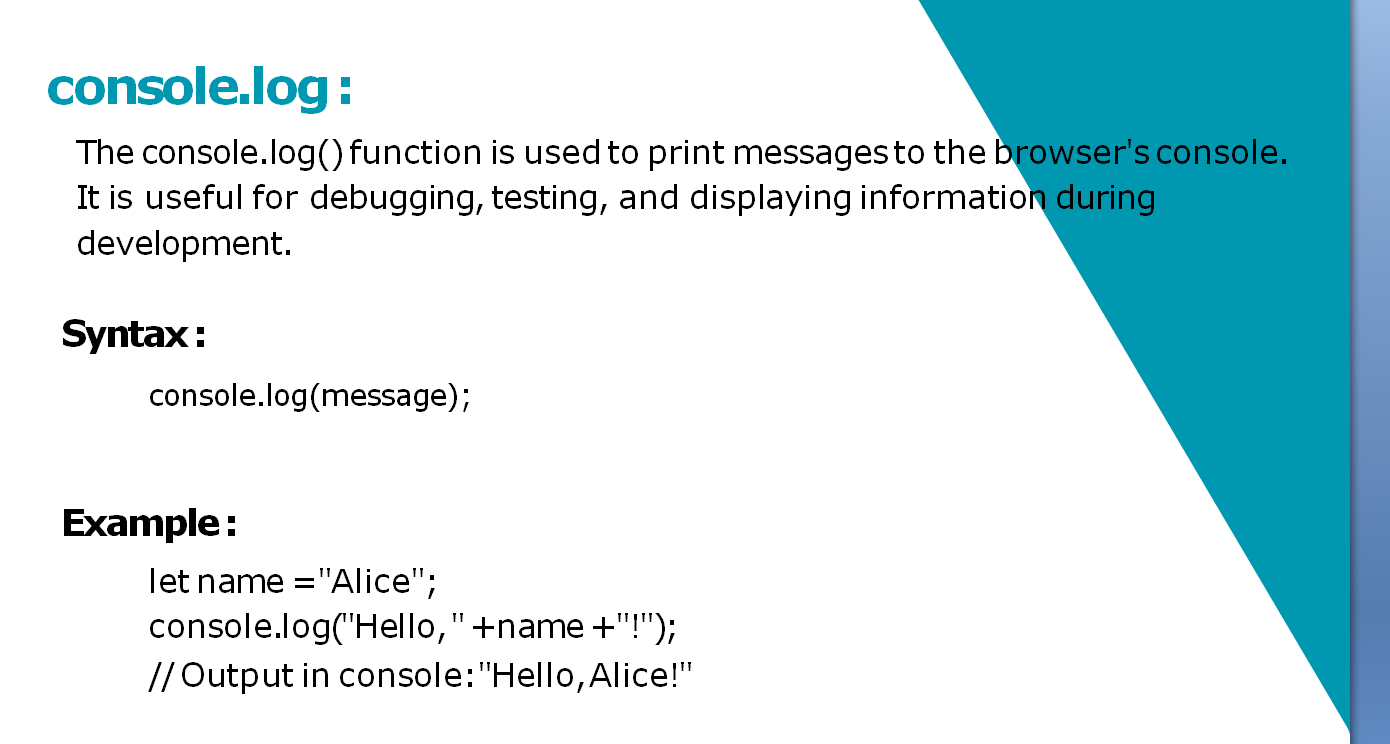 console.log :
The console.log() function is used to print messages to the browser's console.
It is useful for debugging, testing, and displaying information during
development.
Syntax :
console.log(message);
Example :
let name ="Alice";
console.log("Hello, " +name +"!");
// Output in console: "Hello, Alice!"